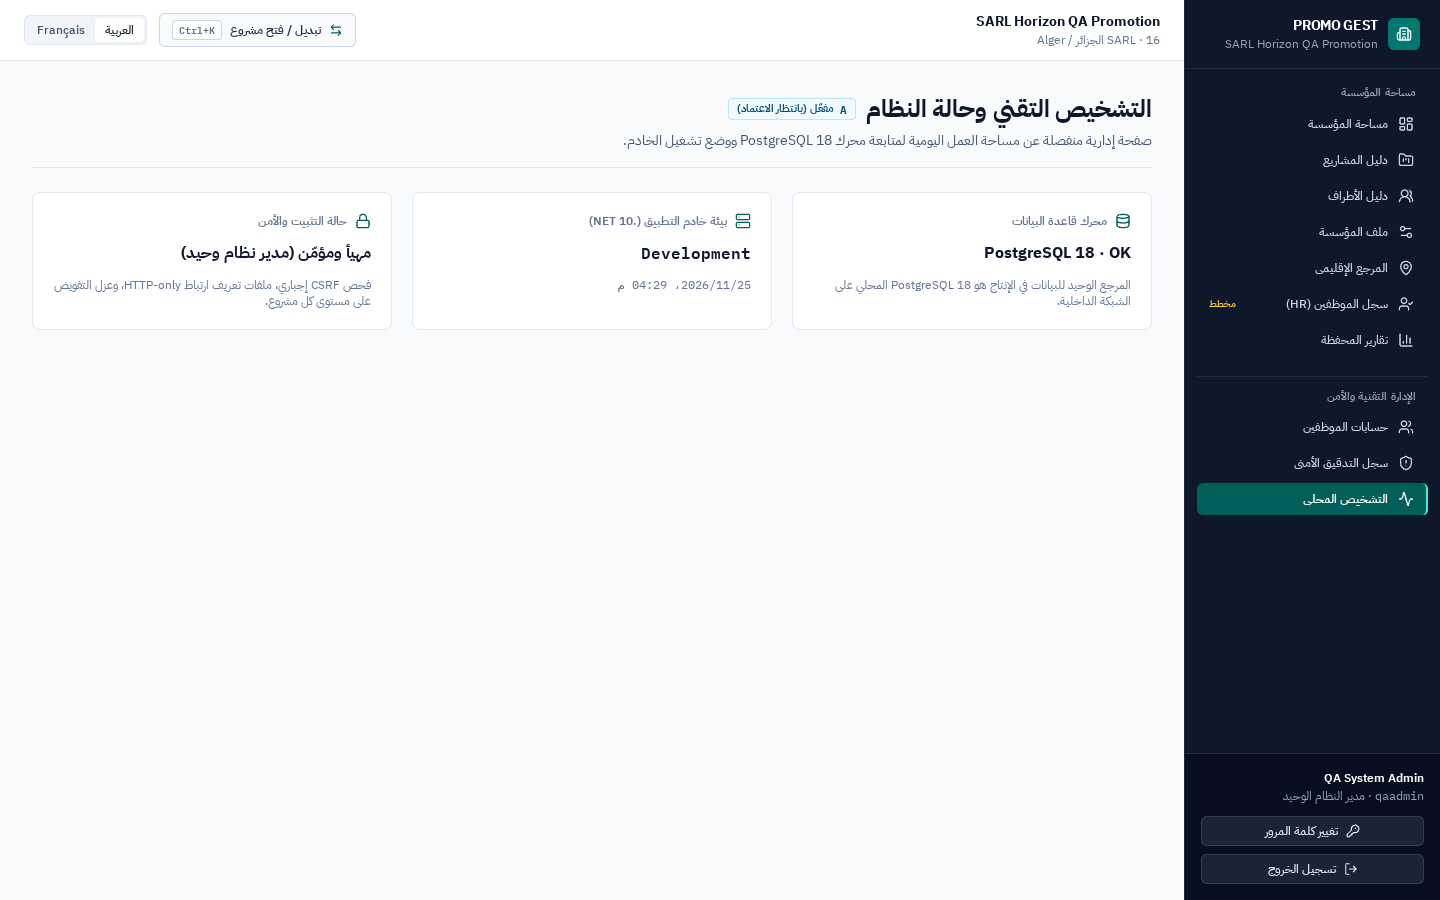 PROMO GEST
SARL Horizon QA Promotion
مساحة المؤسسة
مساحة المؤسسة
دليل المشاريع
دليل الأطراف
ملف المؤسسة
المرجع الإقليمي
سجل الموظفين (HR)
مخطط
تقارير المحفظة
الإدارة التقنية والأمن
حسابات الموظفين
سجل التدقيق الأمني
التشخيص المحلي
QA System Admin
qaadmin · مدير النظام الوحيد
تغيير كلمة المرور
تسجيل الخروج
SARL Horizon QA Promotion
SARL · 16 الجزائر / Alger
تبديل / فتح مشروع Ctrl+K
العربية Français
التشخيص التقني وحالة النظام
A مفعّل (بانتظار الاعتماد)
صفحة إدارية منفصلة عن مساحة العمل اليومية لمتابعة محرك PostgreSQL 18 ووضع تشغيل الخادم.
محرك قاعدة البيانات
PostgreSQL 18 · OK
المرجع الوحيد للبيانات في الإنتاج هو PostgreSQL 18 المحلي على
الشبكة الداخلية.
بيئة خادم التطبيق (.NET 10)
Development
2026/11/25، 04:29 م
حالة التثبيت والأمن
مهيأ ومؤمّن (مدير نظام وحيد)
فحص CSRF إجباري، ملفات تعريف ارتباط HTTP-only، وعزل التفويض
على مستوى كل مشروع.